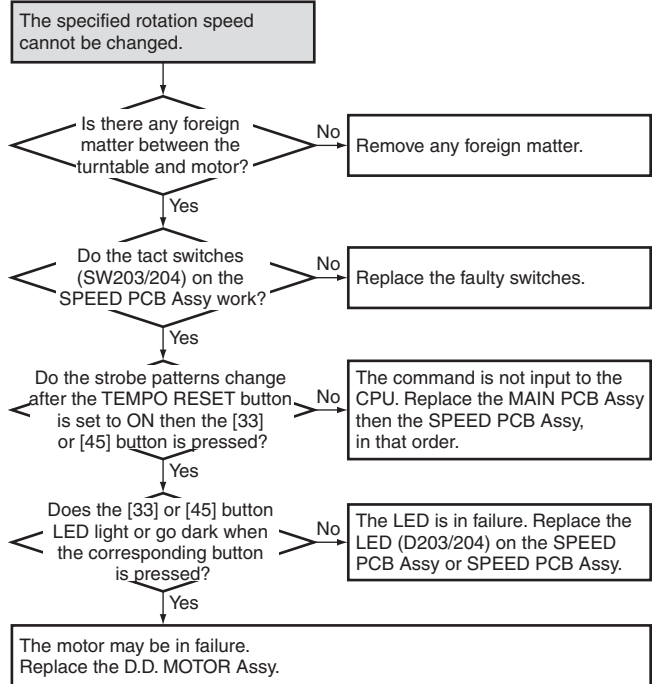 The specified rotation speed
cannot be changed.
Is there any foreign
matter between the
turntable and motor?
No
Remove any foreign matter.
Yes
Do the tact switches
(SW203/204) on the
SPEED PCB Assy work?
No
Replace the faulty switches.
Yes
Do the strobe patterns change
after the TEMPO RESET button
is set to ON then the [33]
or [45] button is pressed?
No
The command is not input to the
CPU. Replace the MAIN PCB Assy
then the SPEED PCB Assy,
in that order.
Yes
Does the [33] or [45] button
LED light or go dark when
the corresponding button
is pressed?
No
The LED is in failure. Replace the
LED (D203/204) on the SPEED
PCB Assy or SPEED PCB Assy.
Yes
The motor may be in failure.
Replace the D.D. MOTOR Assy.